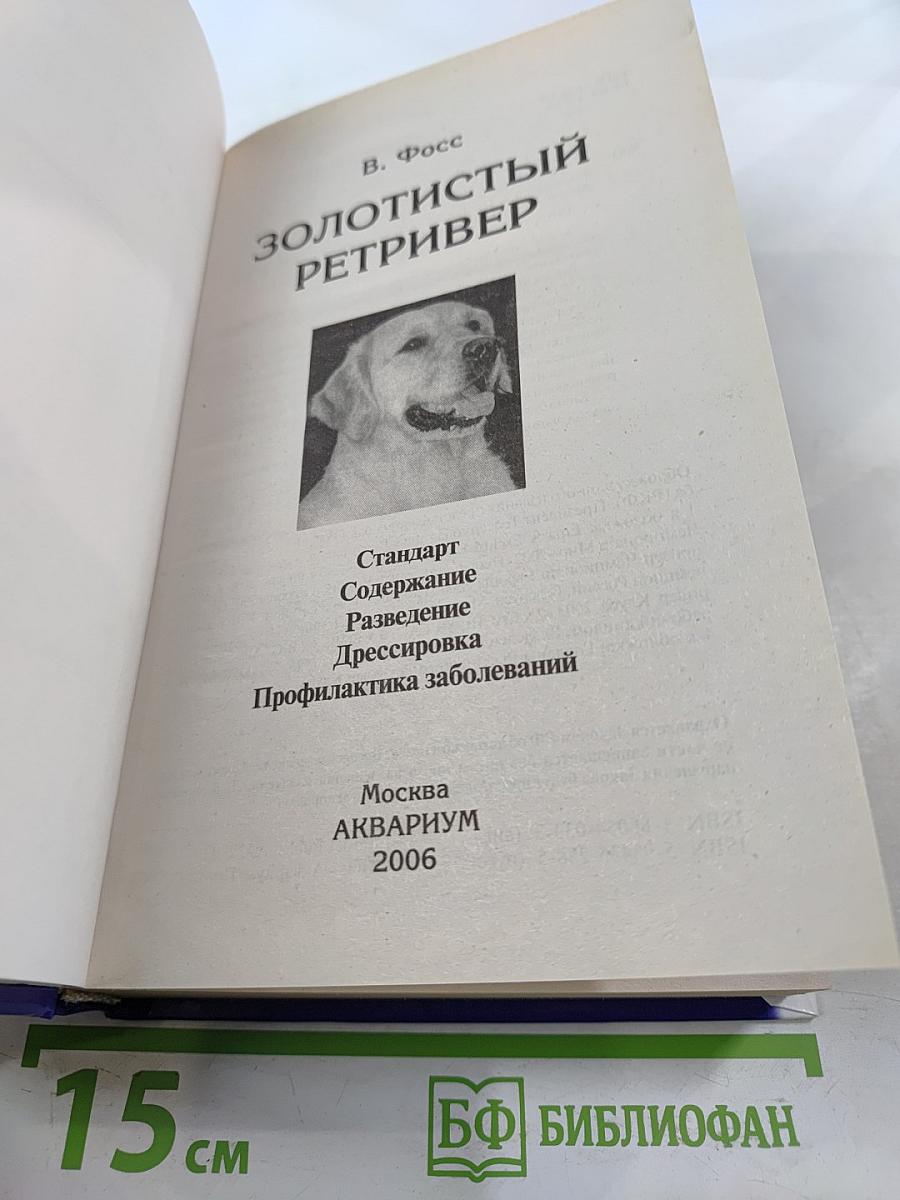 В. Фосс
ЗОЛОТИСТЫЙ
РЕТРИВЕР
Стандарт
Содержание
Разведение
Дрессировка
Профилактика заболеваний
Москва
АКВАРИУМ
2006
15 см
БФ БИБЛИОФАН